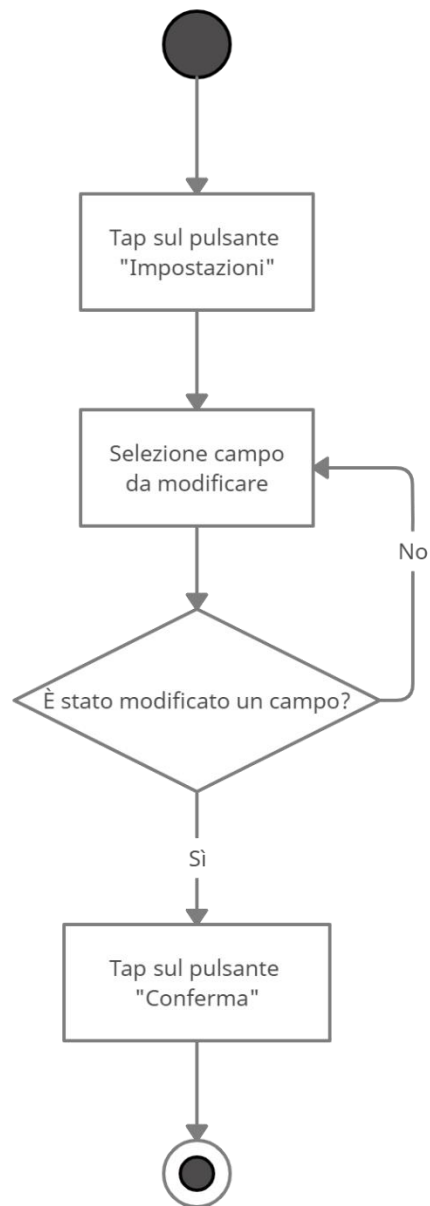 Tap sul pulsante
"Impostazioni"
Selezione campo
da modificare
No
È stato modificato un campo?
Sì
Tap sul pulsante
"Conferma"